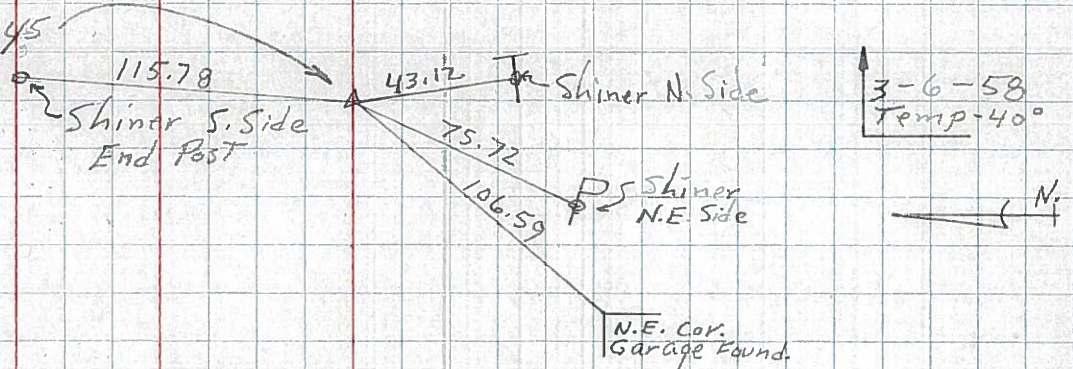 45
115.78
Shiner S. Side
End Post
43.12
T
Shiner N. Side
3-6-58
Temp-40°
75.72
P
Shiner
N.E. Side
106.59
N.
N.E. Cor.
Garage Found.